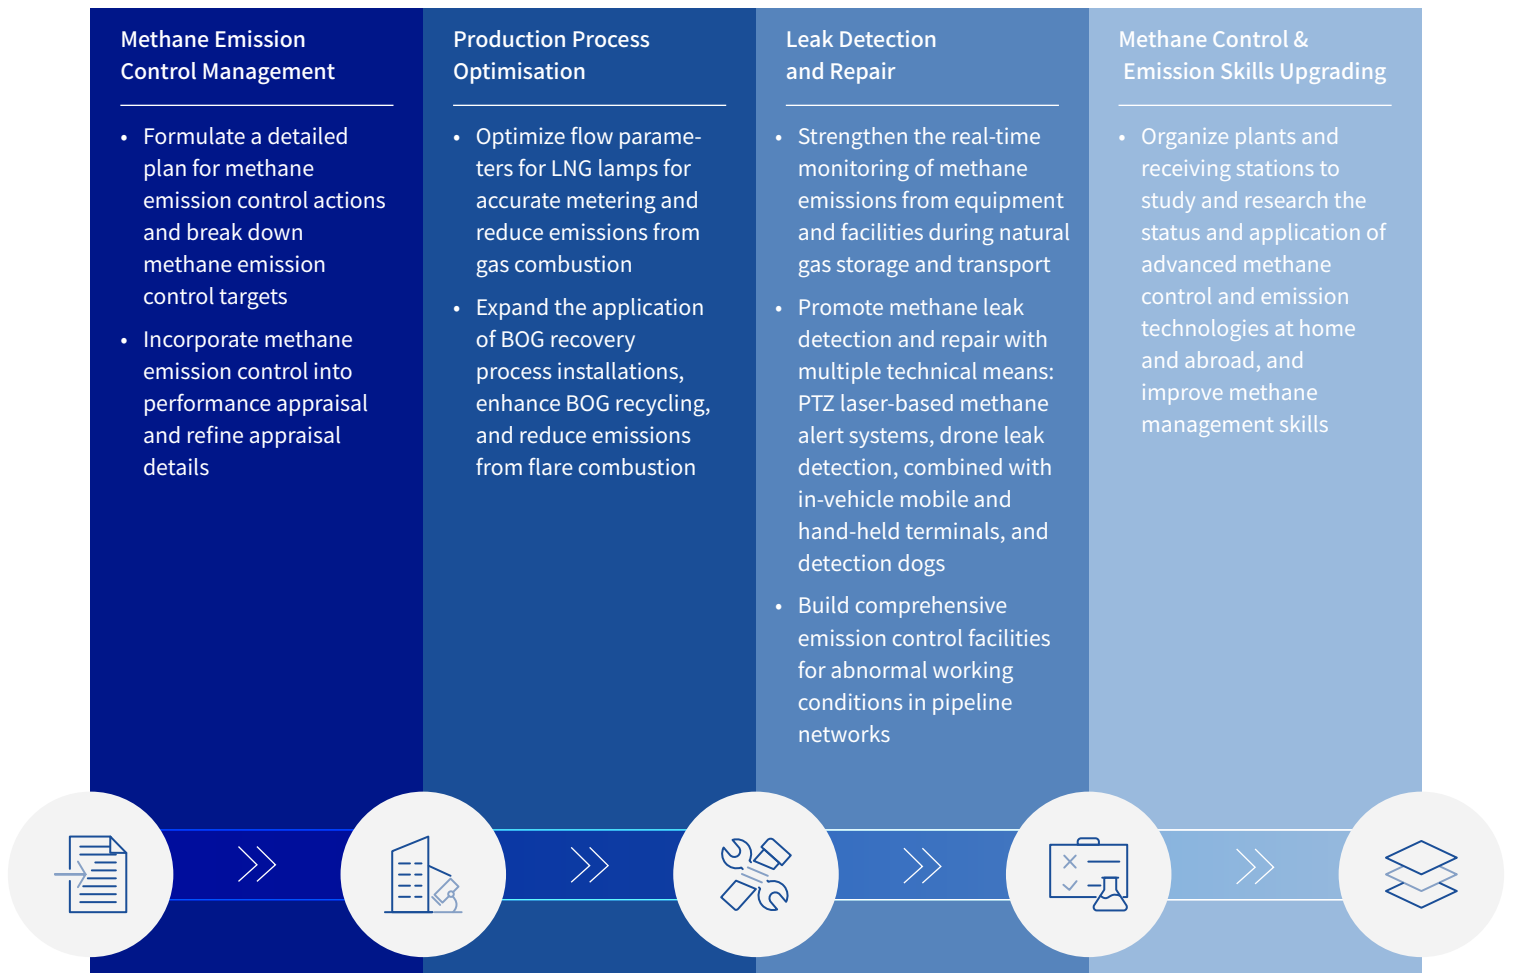 Methane Emission
Control Management
• Formulate a detailed
plan for methane
emission control actions
and break down
methane emission
control targets
• Incorporate methane
emission control into
performance appraisal
and refine appraisal
details
Production Process
Optimisation
• Optimize flow parame-
ters for LNG lamps for
accurate metering and
reduce emissions from
gas combustion
• Expand the application
of BOG recovery
process installations,
enhance BOG recycling,
and reduce emissions
from flare combustion
Leak Detection
and Repair
• Strengthen the real-time
monitoring of methane
emissions from equipment
and facilities during natural
gas storage and transport
• Promote methane leak
detection and repair with
multiple technical means:
PTZ laser-based methane
alert systems, drone leak
detection, combined with
in-vehicle mobile and
hand-held terminals, and
detection dogs
• Build comprehensive
emission control facilities
for abnormal working
conditions in pipeline
networks
Methane Control &
Emission Skills Upgrading
• Organize plants and
receiving stations to
study and research the
status and application of
advanced methane
control and emission
technologies at home
and abroad, and
improve methane
management skills